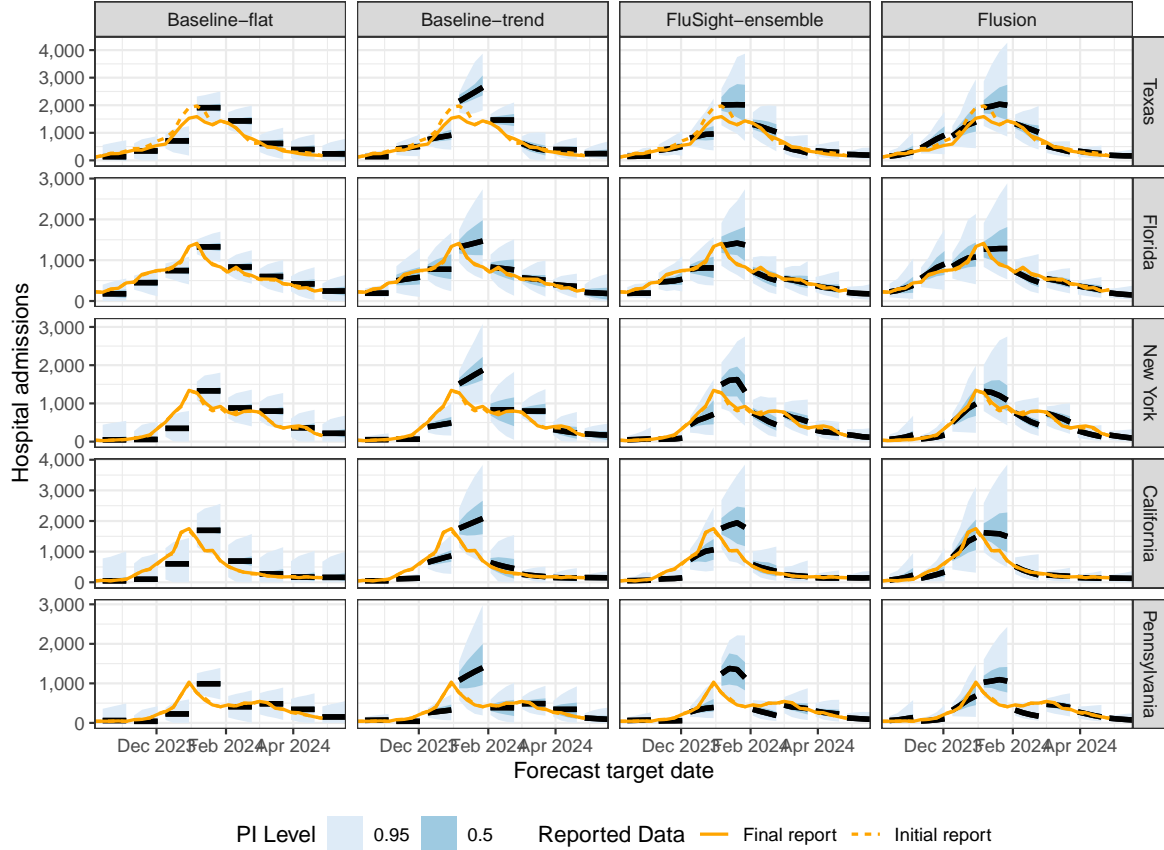 Baseline−flat Baseline−trend FluSight−ensemble Flusion
4,000
3,000
2,000
1,000
0
Texas
3,000
2,000
1,000
0
Florida
3,000
2,000
1,000
0
New York
4,000
3,000
2,000
1,000
0
California
3,000
2,000
1,000
0
Pennsylvania
Hospital admissions
Dec 2023 Feb 2024 Apr 2024 Dec 2023 Feb 2024 Apr 2024 Dec 2023 Feb 2024 Apr 2024 Dec 2023 Feb 2024 Apr 2024
Forecast target date
PI Level 0.95 0.5 Reported Data Final report Initial report